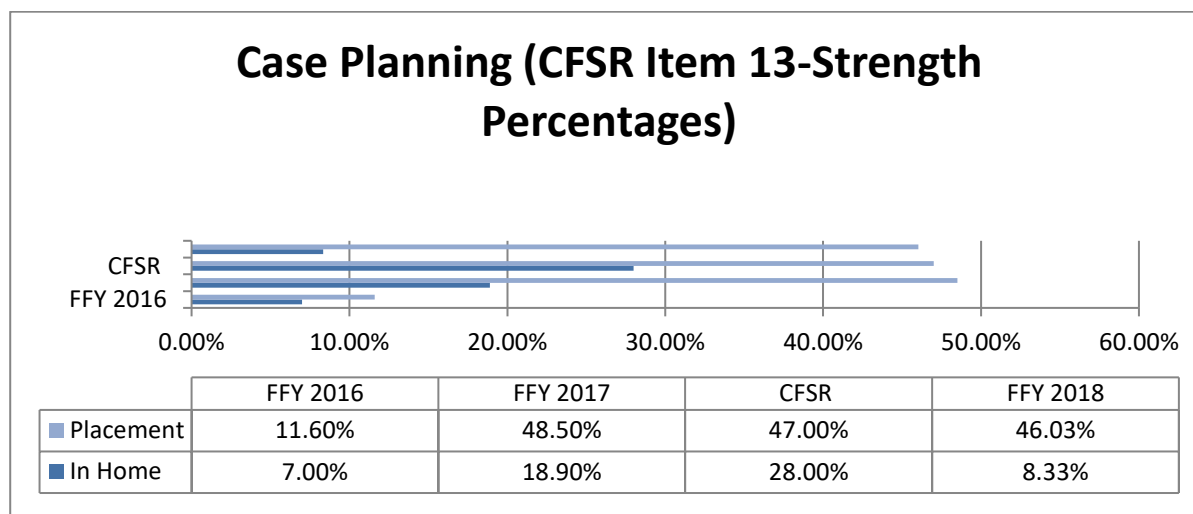 Case Planning (CFSR Item 13-Strength
Percentages)
CFSR
FFY 2016
0.00% 10.00% 20.00% 30.00% 40.00% 50.00% 60.00%
FFY 2016 FFY 2017 CFSR FFY 2018
Placement 11.60% 48.50% 47.00% 46.03%
In Home 7.00% 18.90% 28.00% 8.33%